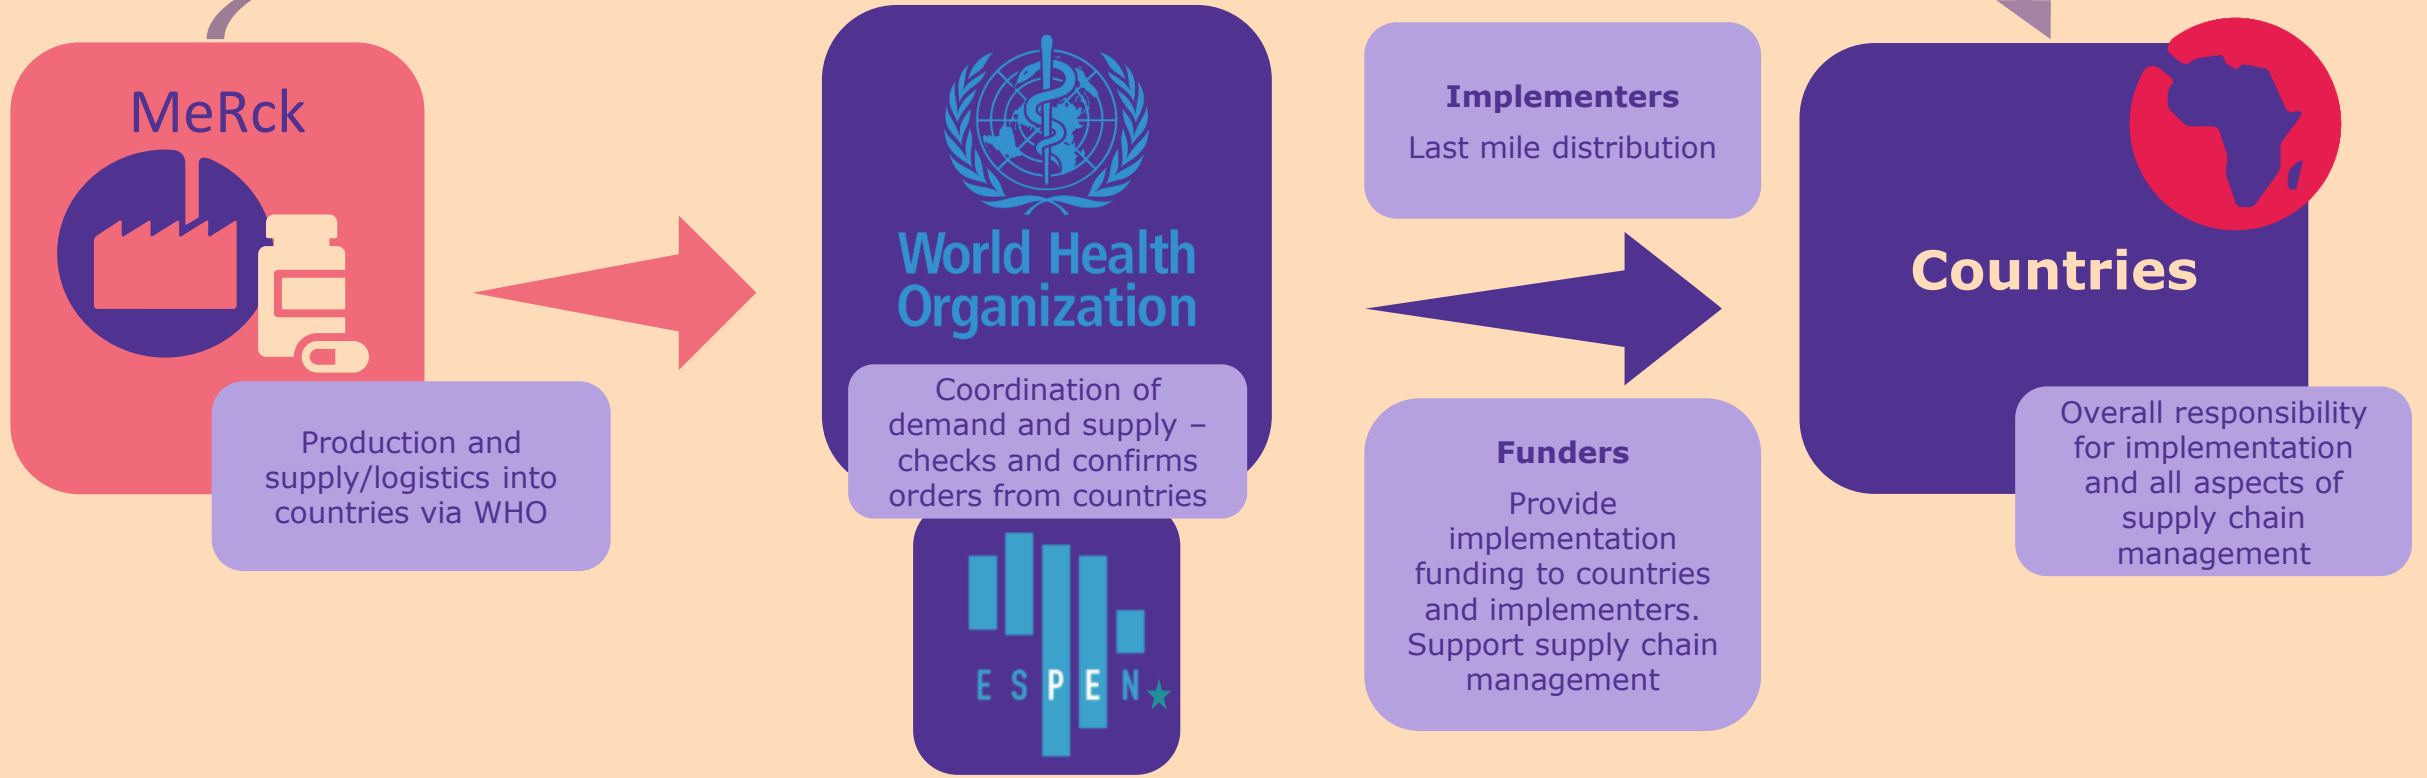 MeRck
Production and
supply/logistics into
countries via WHO
World Health
Organization
Coordination of
demand and supply –
checks and confirms
orders from countries
ESPEN
Implementers
Last mile distribution
Funders
Provide
implementation
funding to countries
and implementers.
Support supply chain
management
Countries
Overall responsibility
for implementation
and all aspects of
supply chain
management